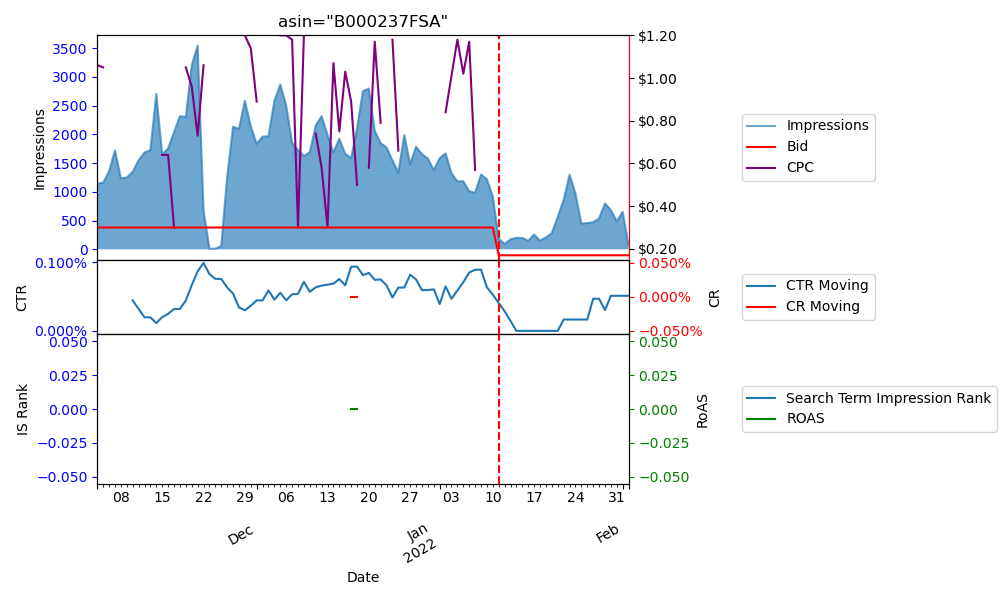 asin="B000237FSA"
3500
3000
2500
2000
1500
1000
500
0
Impressions
$1.20
$1.00
$0.80
$0.60
$0.40
$0.20
Impressions
Bid
CPC
0.100%
0.000%
CTR
0.050%
0.000%
−0.050%
CR
CTR Moving
CR Moving
0.050
0.025
0.000
−0.025
−0.050
IS Rank
0.050
0.025
0.000
−0.025
−0.050
RoAS
Search Term Impression Rank
ROAS
08 15 22 29 06 13 20 27 03 10 17 24 31
Dec
Jan
2022
Feb
Date